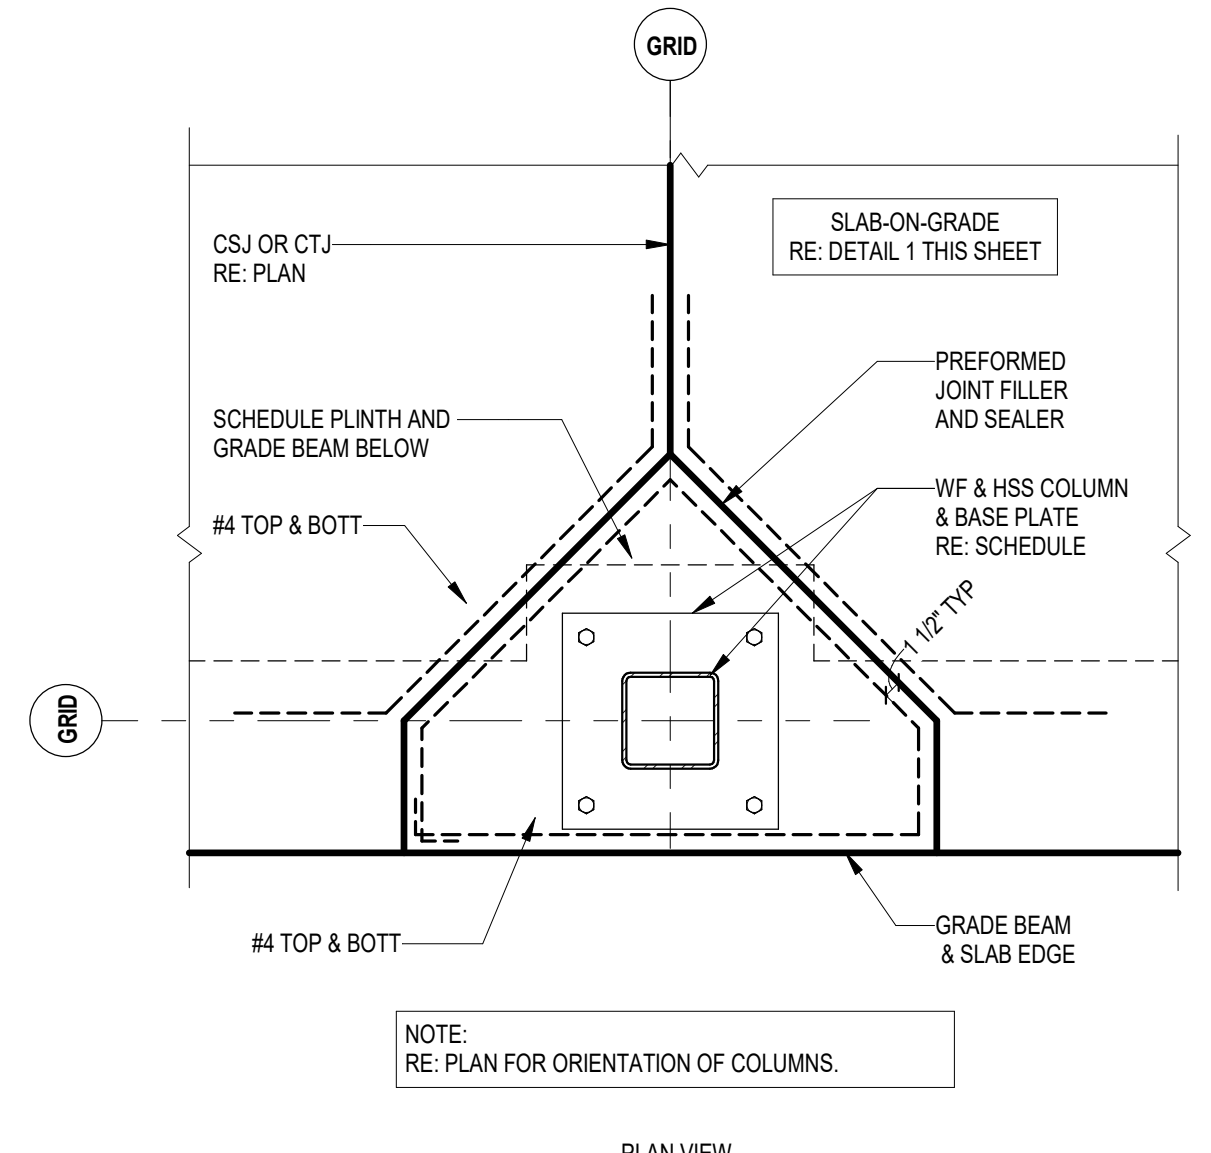 GRID
SLAB-ON-GRADE
RE: DETAIL 1 THIS SHEET
CSJ OR CTJ
RE: PLAN
PREFORMED
JOINT FILLER
AND SEALER
SCHEDULE PLINTH AND
GRADE BEAM BELOW
WF & HSS COLUMN
& BASE PLATE
RE: SCHEDULE
#4 TOP & BOTT
1 1/2" TYP
GRID
#4 TOP & BOTT
GRADE BEAM
& SLAB EDGE
NOTE:
RE: PLAN FOR ORIENTATION OF COLUMNS.
PLAN VIEW